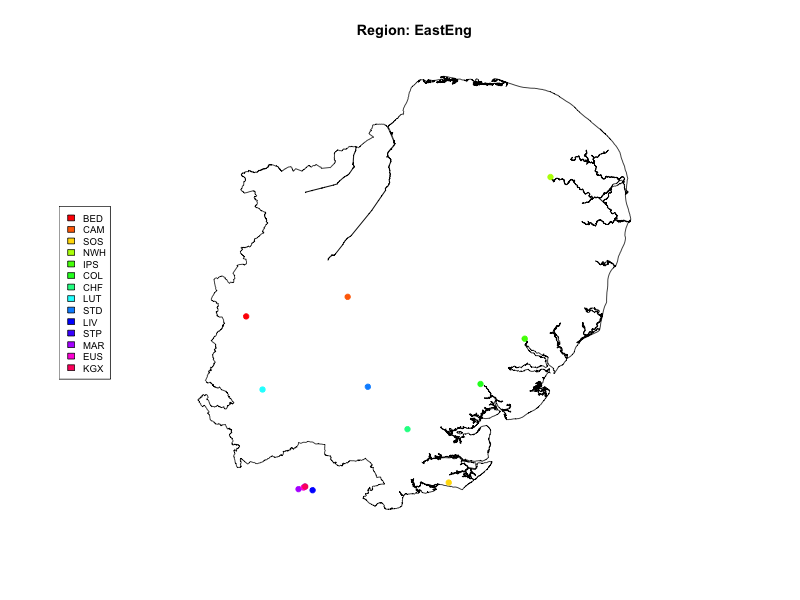 Region: EastEng
BED
CAM
SOS
NWH
IPS
COL
CHF
LUT
STD
LIV
STP
MAR
EUS
KGX